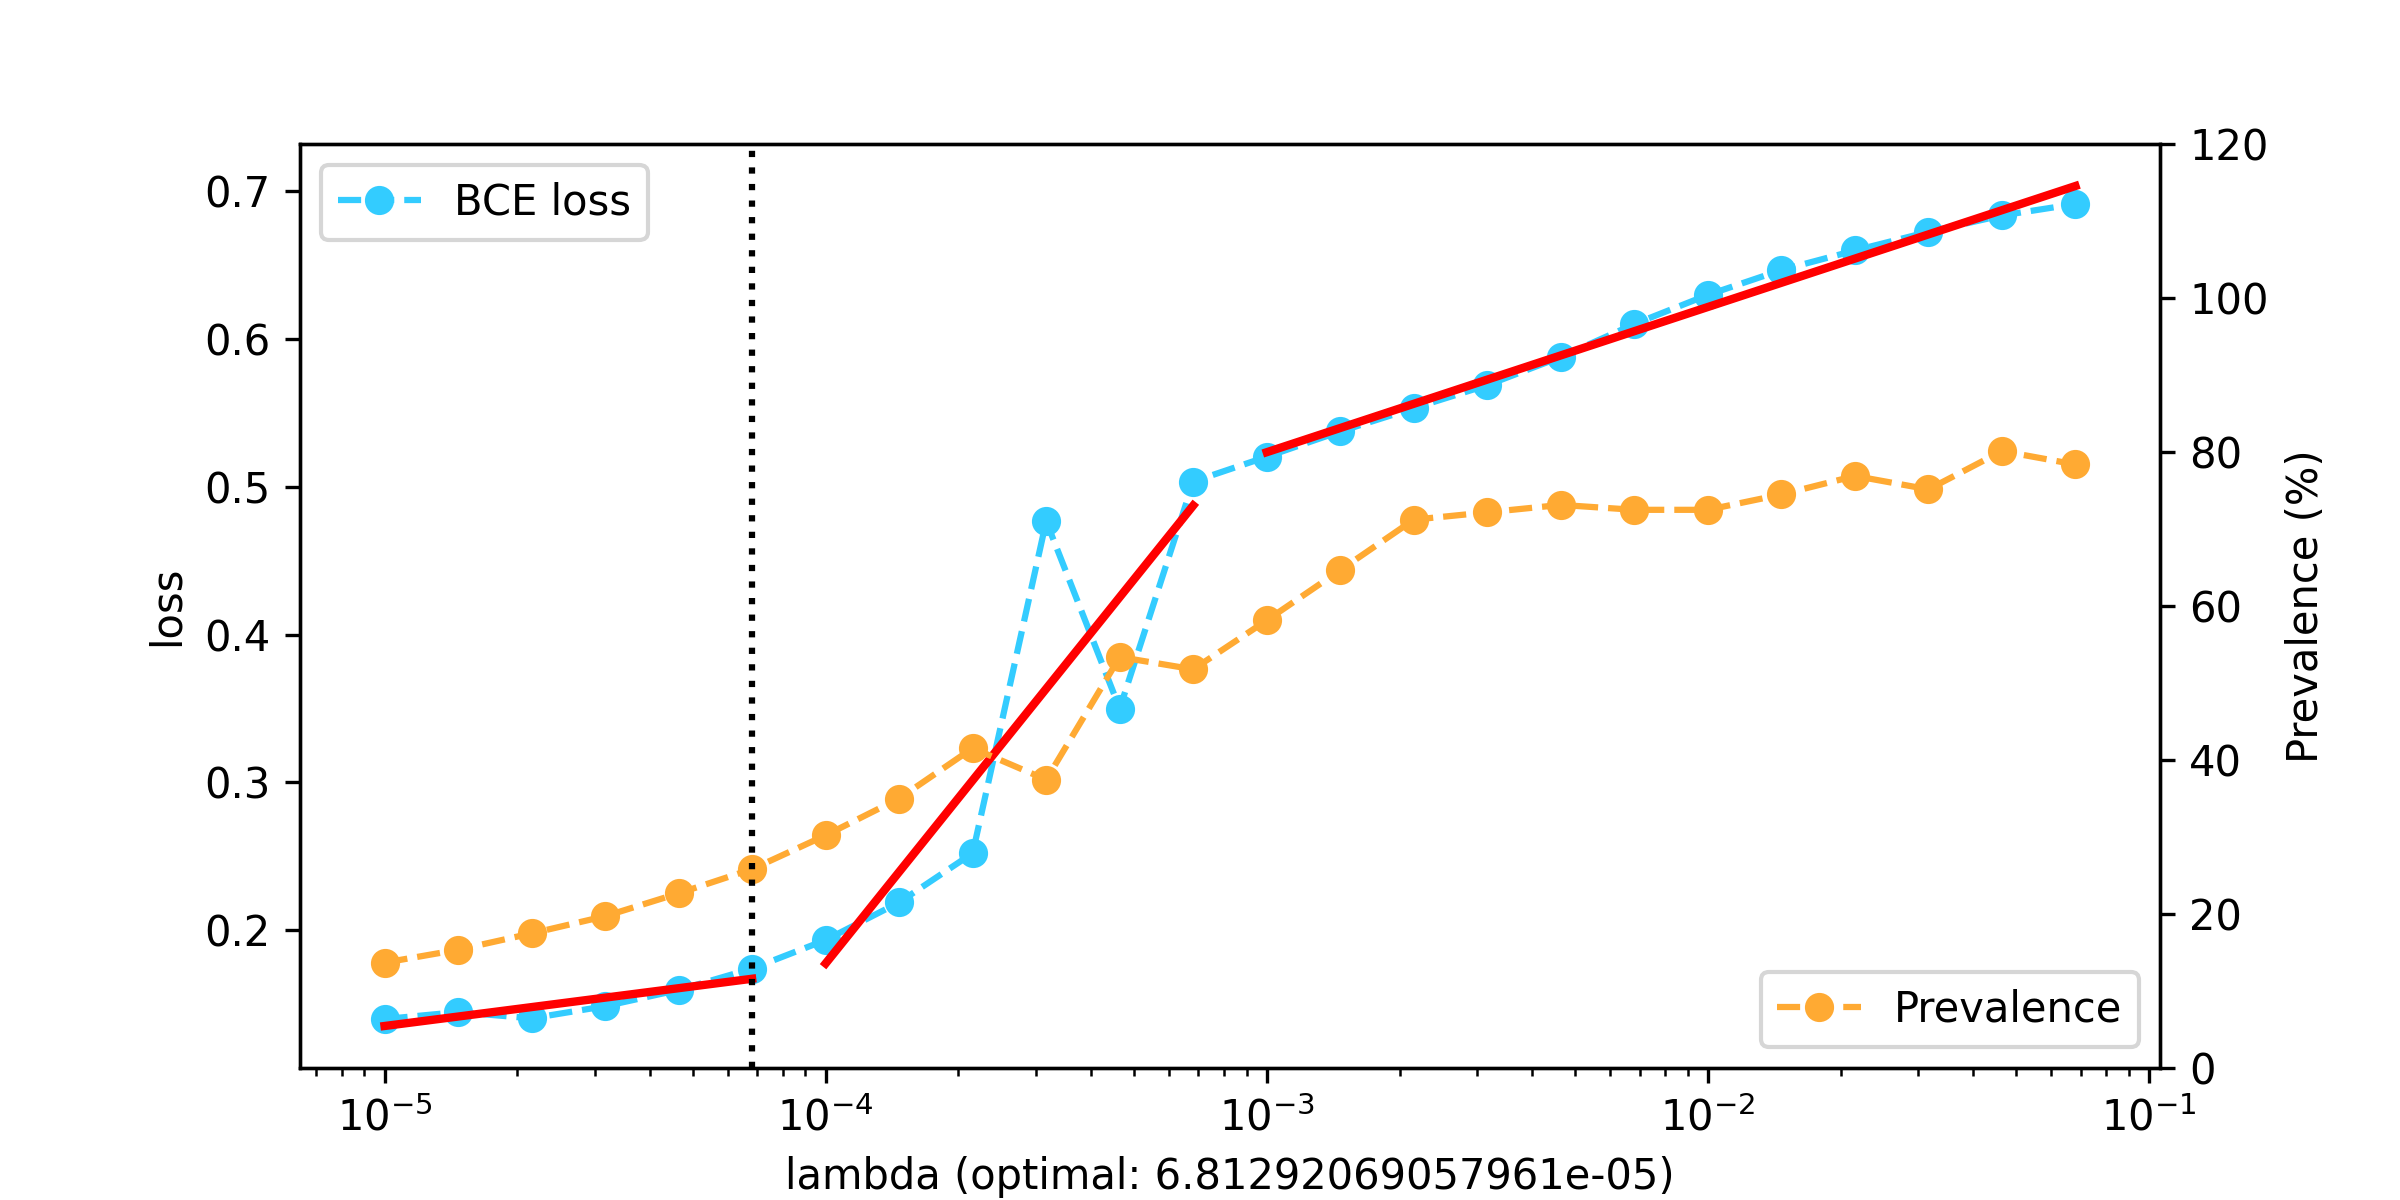 BCE loss
0.7
0.6
0.5
0.4
0.3
0.2
loss
120
100
80
60
40
20
0
Prevalence (%)
Prevalence
10⁻⁵ 10⁻⁴ 10⁻³ 10⁻² 10⁻¹
lambda (optimal: 6.81292069057961e-05)